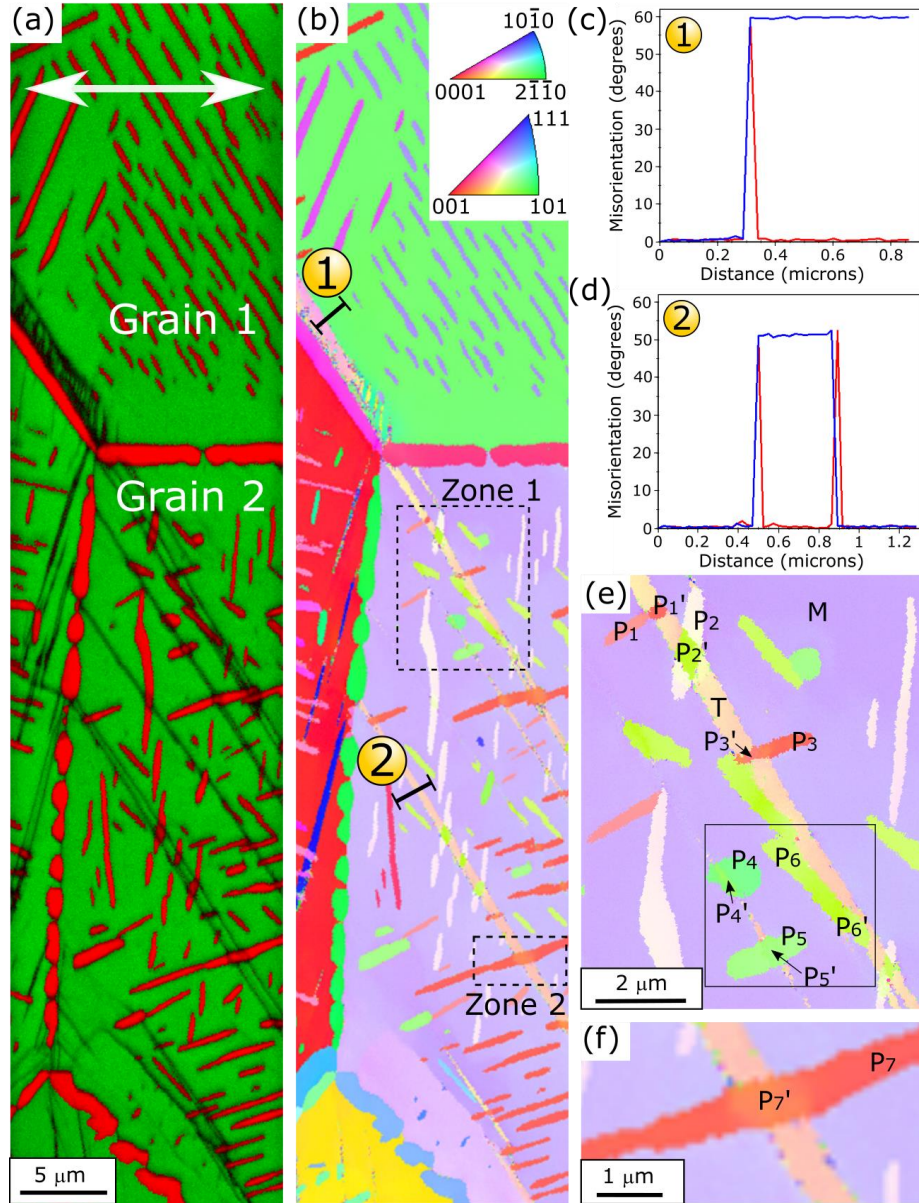 (a)
Grain 1
Grain 2
5 μm
(b)
101̄0
0001
21̄1̄0
111
001
101
1
Zone 1
2
Zone 2
(c)
1
Misorientation (degrees)
60
50
40
30
20
10
0
0.0
0.2
0.4
0.6
0.8
Distance (microns)
(d)
2
Misorientation (degrees)
60
50
40
30
20
10
0
0.0
0.2
0.4
0.6
0.8
1.0
1.2
Distance (microns)
(e)
P1
P1'
P2
P2'
M
T
P3'
P3
P4
P4'
P5
P5'
P6
P6'
2 μm
(f)
P7
P7'
1 μm